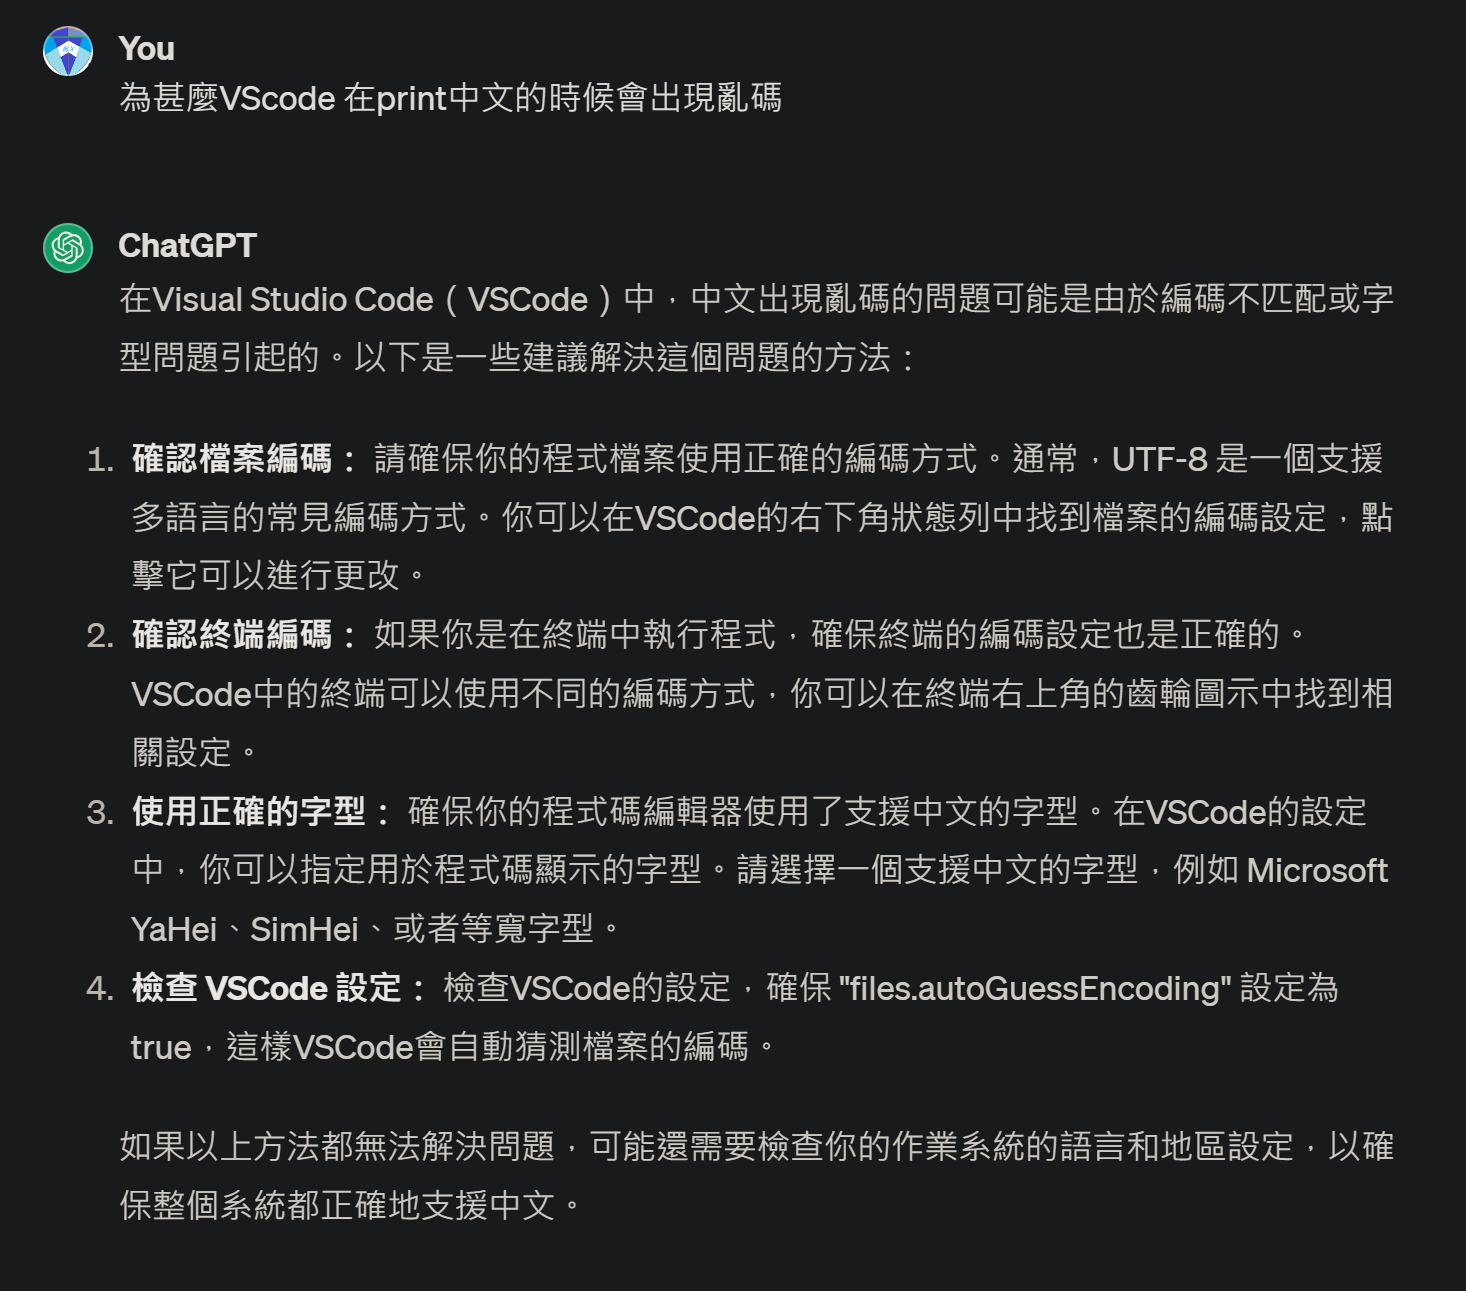 You
為甚麼VScode 在print中文的時候會出現亂碼
ChatGPT
在Visual Studio Code（VSCode）中，中文出現亂碼的問題可能是由於編碼不匹配或字
型問題引起的。以下是一些建議解決這個問題的方法：
1. 確認檔案編碼： 請確保你的程式檔案使用正確的編碼方式。通常，UTF-8 是一個支援
多語言的常見編碼方式。你可以在VSCode的右下角狀態列中找到檔案的編碼設定，點
擊它可以進行更改。
2. 確認終端編碼： 如果你是在終端中執行程式，確保終端的編碼設定也是正確的。
VSCode中的終端可以使用不同的編碼方式，你可以在終端右上角的齒輪圖示中找到相
關設定。
3. 使用正確的字型： 確保你的程式碼編輯器使用了支援中文的字型。在VSCode的設定
中，你可以指定用於程式碼顯示的字型。請選擇一個支援中文的字型，例如 Microsoft
YaHei、SimHei、或者等寬字型。
4. 檢查 VSCode 設定： 檢查VSCode的設定，確保 "files.autoGuessEncoding" 設定為
true，這樣VSCode會自動猜測檔案的編碼。
如果以上方法都無法解決問題，可能還需要檢查你的作業系統的語言和地區設定，以確
保整個系統都正確地支援中文。